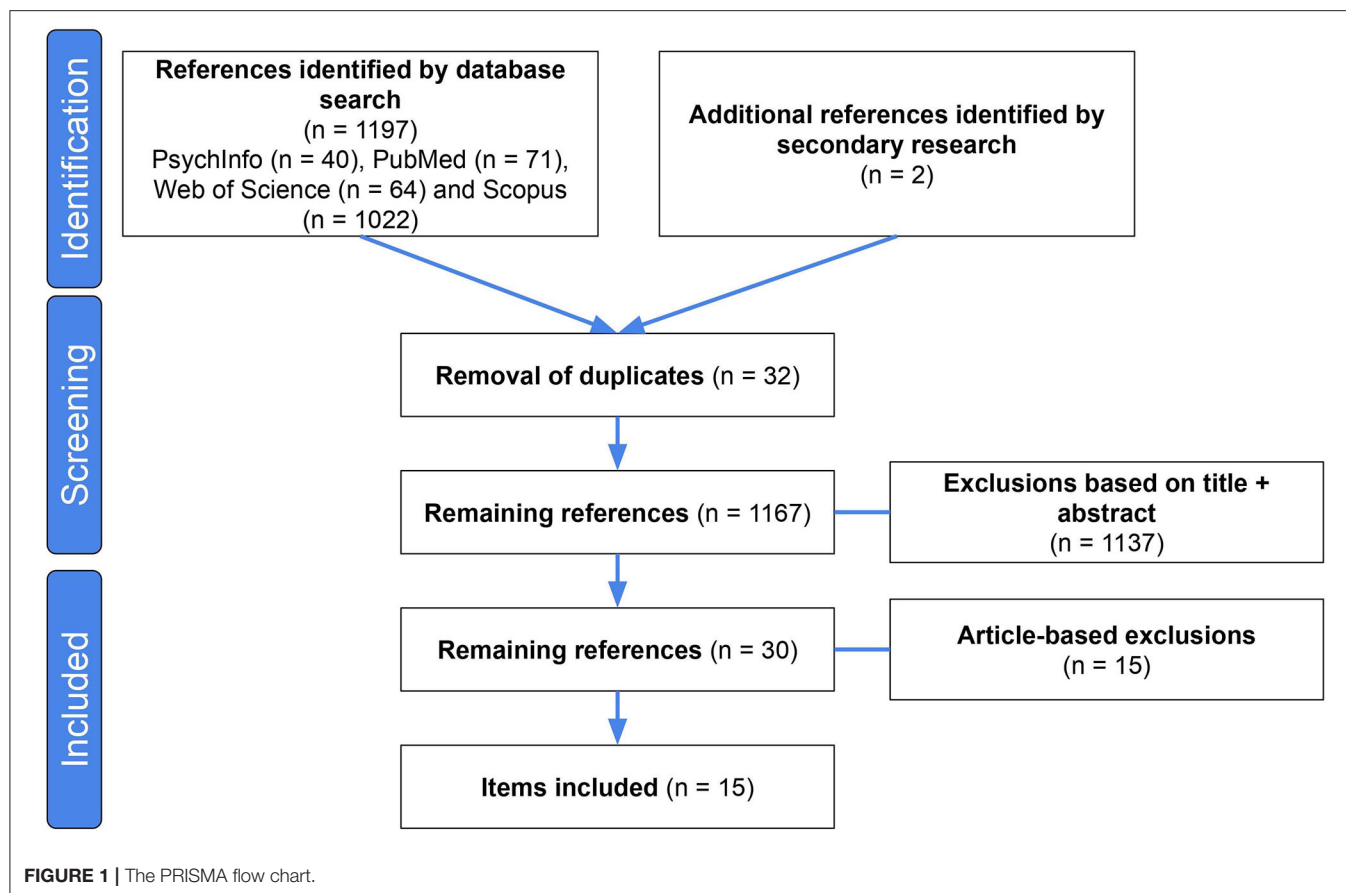 Identification
References identified by database
search
(n = 1197)
PsychInfo (n = 40), PubMed (n = 71),
Web of Science (n = 64) and Scopus
(n = 1022)
Additional references identified by
secondary research
(n = 2)
Screening
Removal of duplicates (n = 32)
Remaining references (n = 1167)
Exclusions based on title +
abstract
(n = 1137)
Included
Remaining references (n = 30)
Article-based exclusions
(n = 15)
Items included (n = 15)
FIGURE 1 | The PRISMA flow chart.